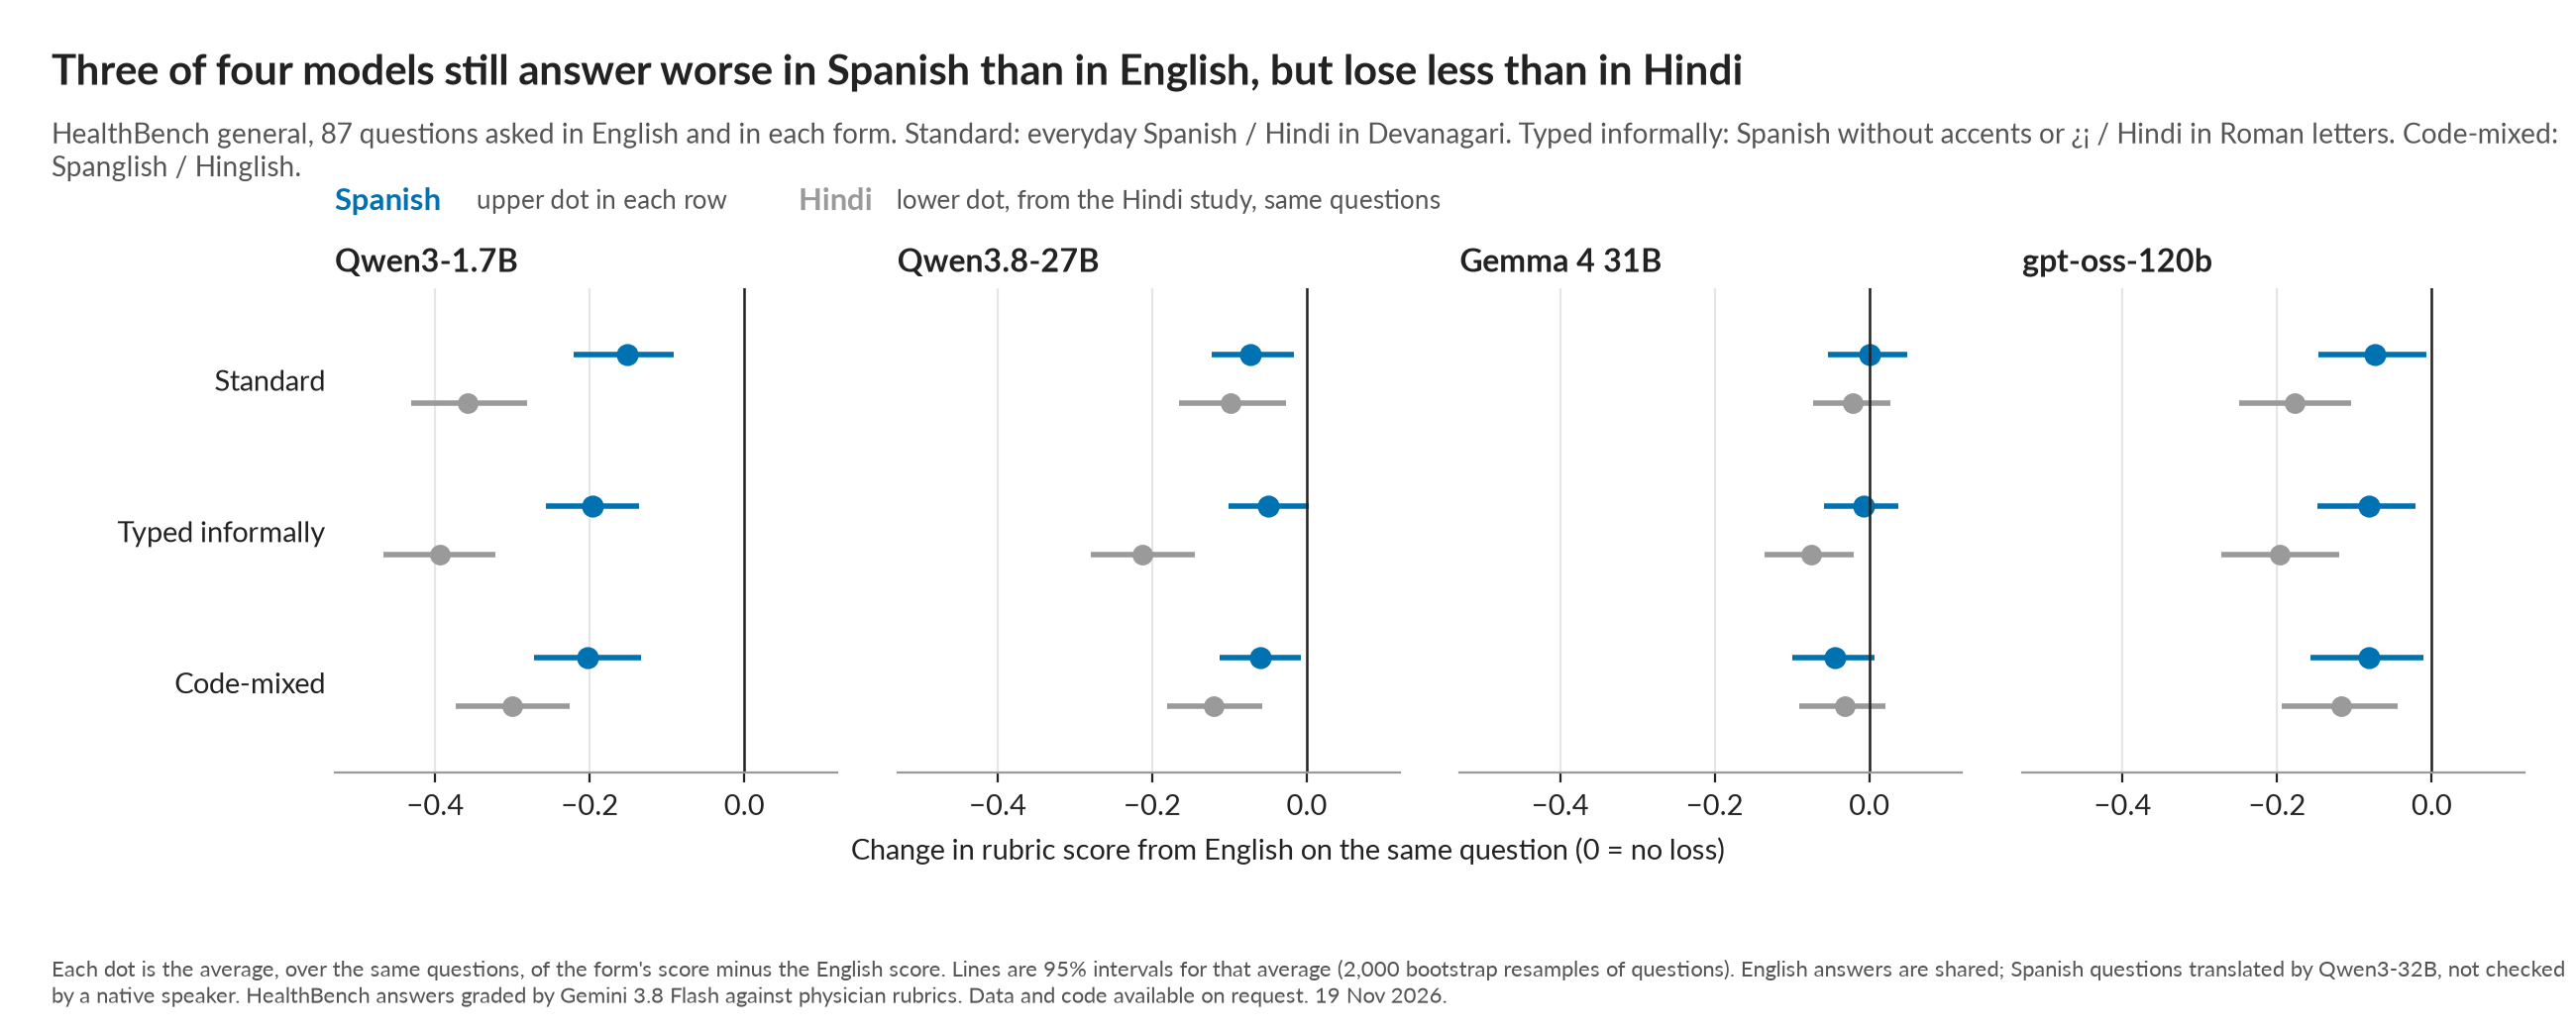 Three of four models still answer worse in Spanish than in English, but lose less than in Hindi
HealthBench general, 87 questions asked in English and in each form. Standard: everyday Spanish / Hindi in Devanagari. Typed informally: Spanish without accents or ¿¡ / Hindi in Roman letters. Code-mixed:
Spanglish / Hinglish.
Spanish upper dot in each row Hindi lower dot, from the Hindi study, same questions
Qwen3-1.7B Qwen3.8-27B Gemma 4 31B gpt-oss-120b
Standard
Typed informally
Code-mixed
−0.4 −0.2 0.0 −0.4 −0.2 0.0 −0.4 −0.2 0.0 −0.4 −0.2 0.0
Change in rubric score from English on the same question (0 = no loss)
Each dot is the average, over the same questions, of the form's score minus the English score. Lines are 95% intervals for that average (2,000 bootstrap resamples of questions). English answers are shared; Spanish questions translated by Qwen3-32B, not checked
by a native speaker. HealthBench answers graded by Gemini 3.8 Flash against physician rubrics. Data and code available on request. 19 Nov 2026.